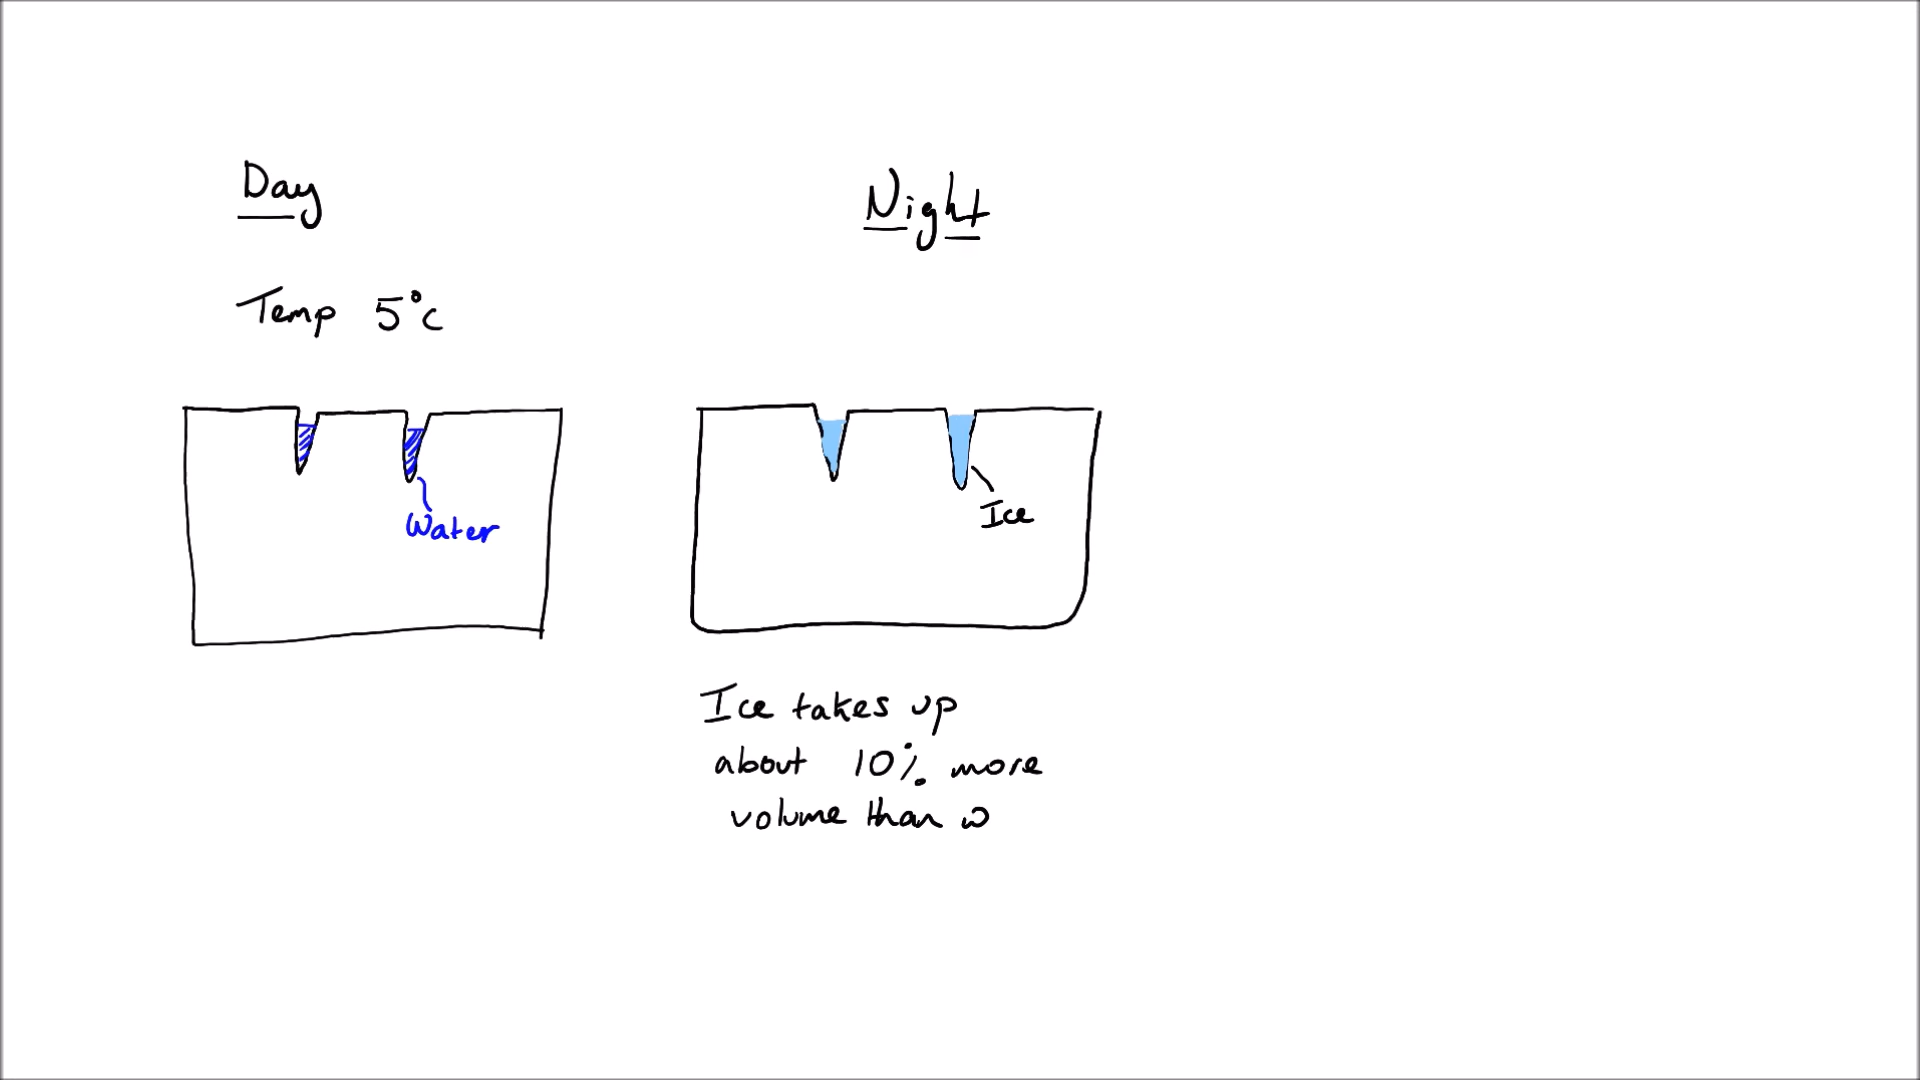 Day
Night
Temp 5°C
Water
Ice
Ice takes up
about 10% more
volume than w